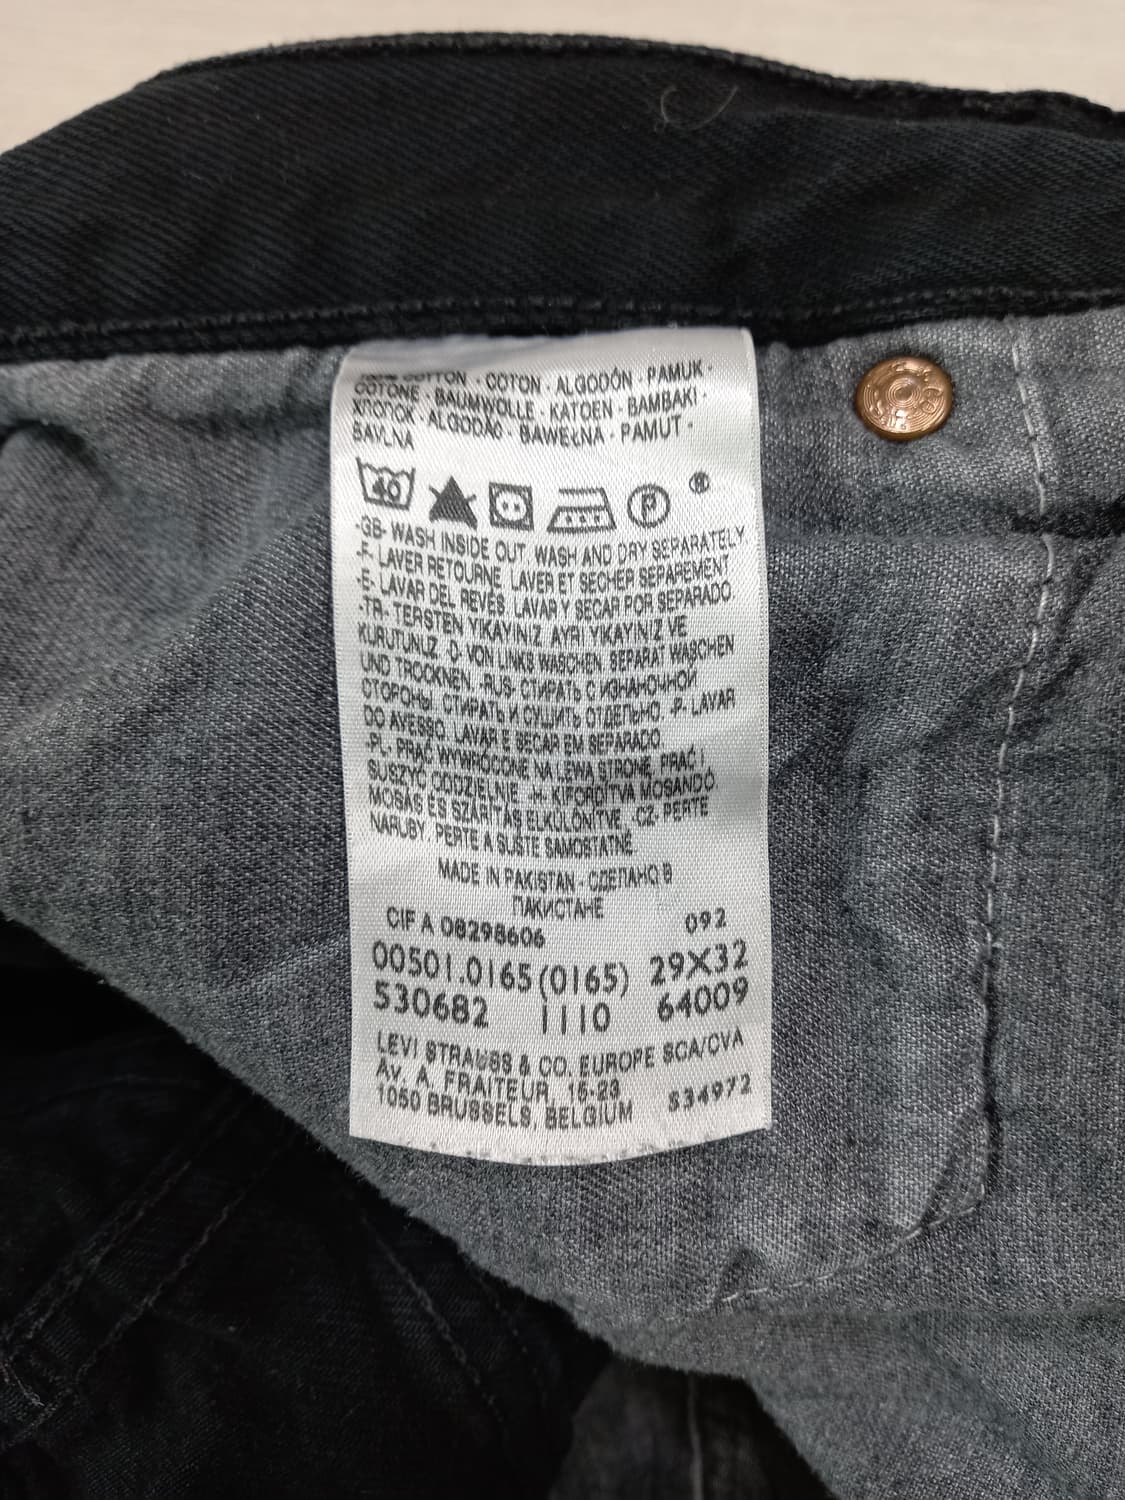 100% COTTON · COTON · ALGODÓN · PAMUK ·
COTONE · BAUMWOLLE · KATOEN · BAMBAKI ·
ХЛОПОК · ALGODÃO · BAWEŁNA · PAMUT ·
BAVLNA
40 P ®
-GB- WASH INSIDE OUT. WASH AND DRY SEPARATELY
-F- LAVER RETOURNE. LAVER ET SECHER SEPAREMENT
-E- LAVAR DEL REVÉS. LAVAR Y SECAR POR SEPARADO.
-TR- TERSTEN YIKAYINIZ. AYRI YIKAYINIZ VE
KURUTUNUZ. -D- VON LINKS WASCHEN. SEPARAT WASCHEN
UND TROCKNEN. -RUS- СТИРАТЬ С ИЗНАНОЧНОЙ
СТОРОНЫ. СТИРАТЬ И СУШИТЬ ОТДЕЛЬНО. -P- LAVAR
DO AVESSO. LAVAR E SECAR EM SEPARADO.
-PL- PRAĆ WYWRÓCONE NA LEWĄ STRONĘ. PRAĆ I
SUSZYĆ ODDZIELNIE. -H- KIFORDÍTVA MOSANDÓ
MOSÁS ÉS SZÁRÍTÁS ELKÜLÖNÍTVE. -CZ- PERTE
NARUBY. PERTE A SUŠTE SAMOSTATNĚ.
MADE IN PAKISTAN - СДЕЛАНО В
ПАКИСТАНЕ
CIF A 08298606 092
00501.0165 (0165) 29X32
530682 1110 64009
LEVI STRAUSS & CO. EUROPE SCA/CVA
AV. A. FRAITEUR, 15-23
1050 BRUSSELS, BELGIUM S34972